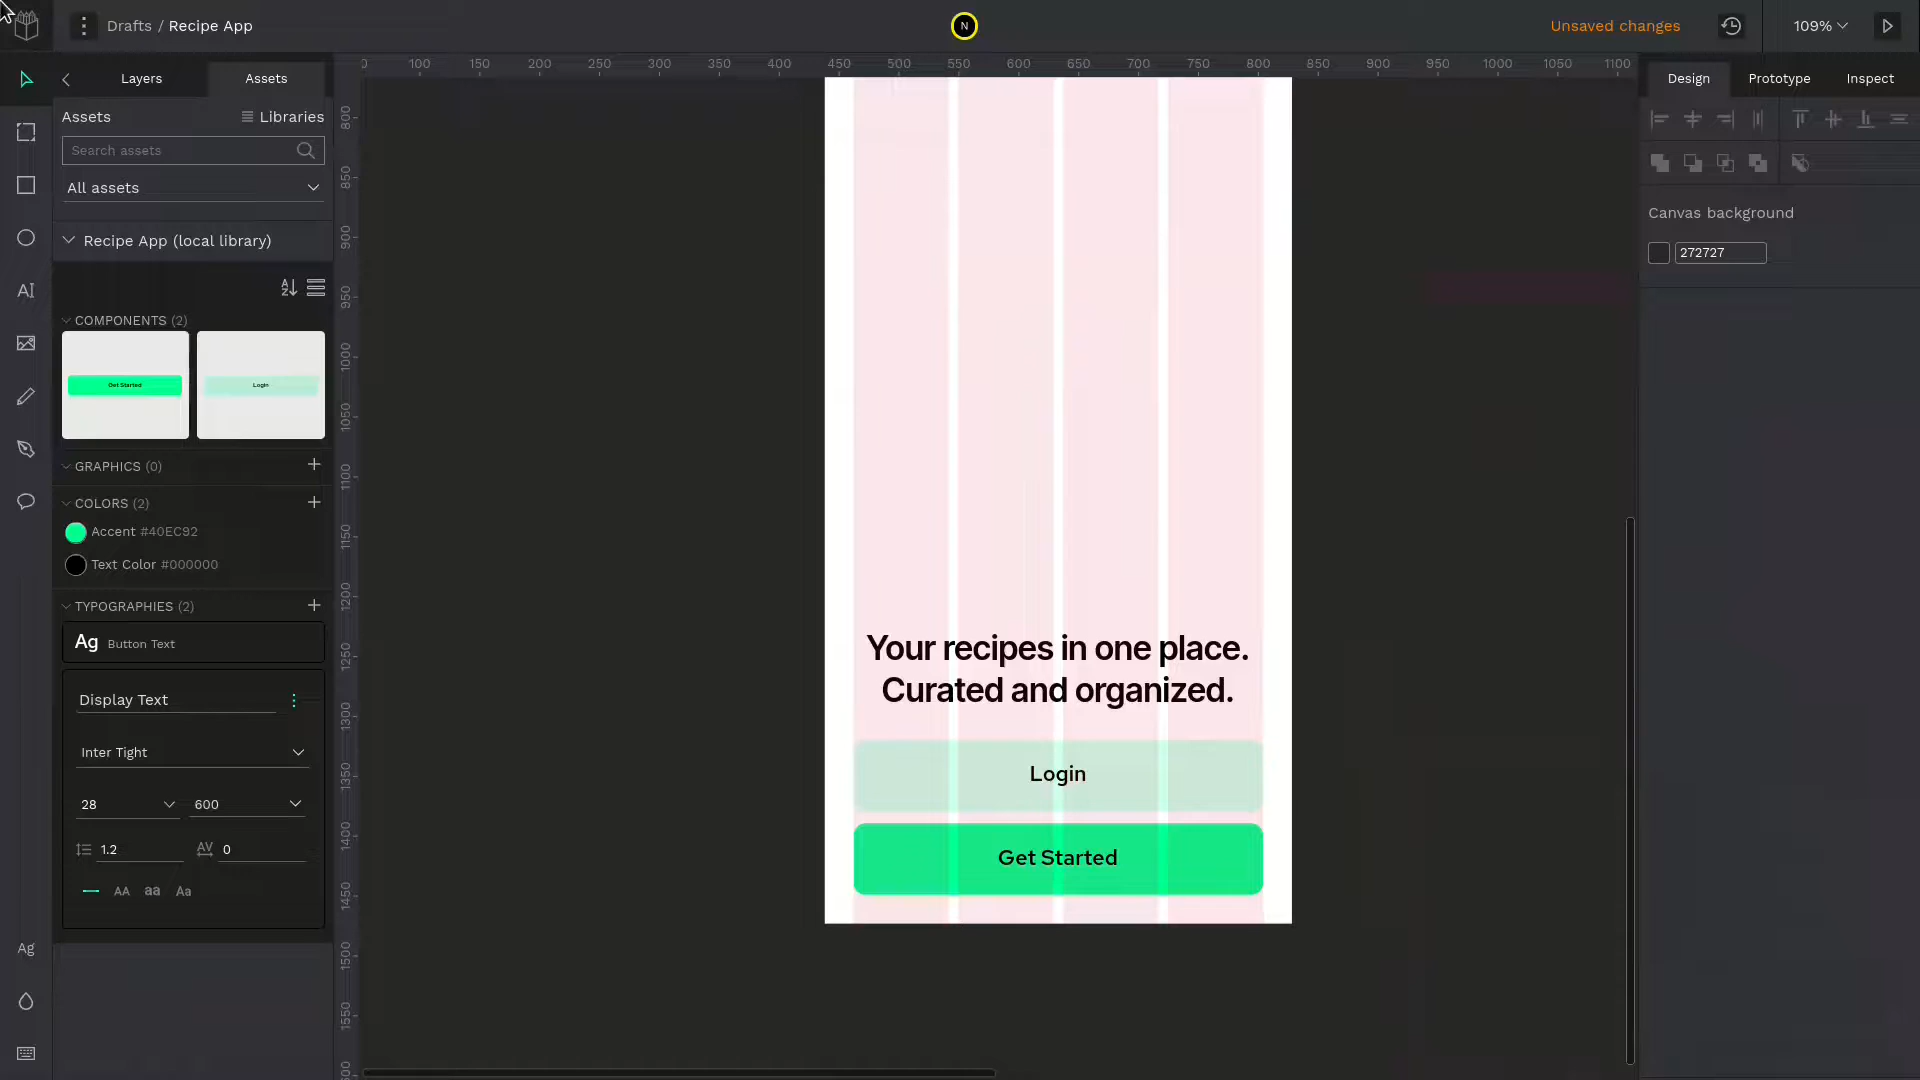 Drafts / Recipe App
N
Unsaved changes
109%
Layers
Assets
Assets
Libraries
Search assets
All assets
Recipe App (local library)
COMPONENTS (2)
Get Started
Login
GRAPHICS (0)
COLORS (2)
Accent #40EC92
Text Color #000000
TYPOGRAPHIES (2)
Ag Button Text
Display Text
Inter Tight
28
600
1.2
AV 0
AA aa Aa
AI
Ag
0 100 150 200 250 300 350 400 450 500 550 600 650 700 750 800 850 900 950 1000 1050 1100
800
850
900
950
1000
1050
1100
1150
1200
1250
1300
1350
1400
1450
1500
1550
Your recipes in one place.
Curated and organized.
Login
Get Started
Design
Prototype
Inspect
Canvas background
272727